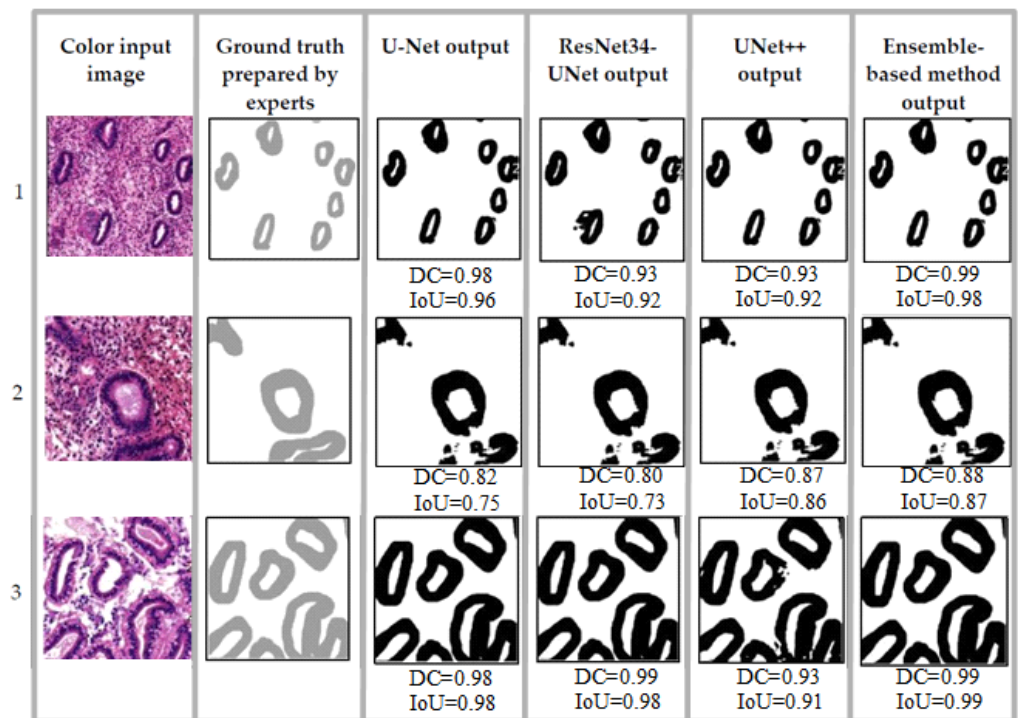 Color input
image
Ground truth
prepared by
experts
U-Net output
ResNet34-
UNet output
UNet++
output
Ensemble-
based method
output
1
DC=0.98
IoU=0.96
DC=0.93
IoU=0.92
DC=0.93
IoU=0.92
DC=0.99
IoU=0.98
2
DC=0.82
IoU=0.75
DC=0.80
IoU=0.73
DC=0.87
IoU=0.86
DC=0.88
IoU=0.87
3
DC=0.98
IoU=0.98
DC=0.99
IoU=0.98
DC=0.93
IoU=0.91
DC=0.99
IoU=0.99